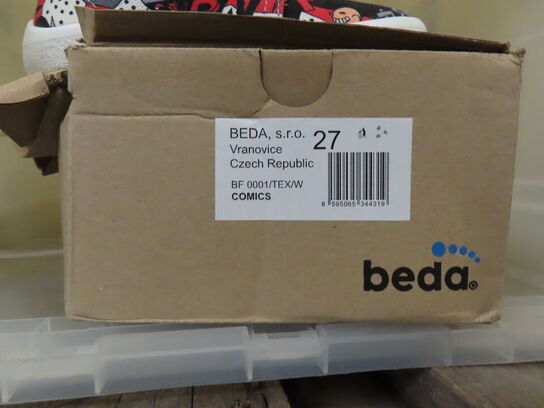 BEDA, s.r.o. 27
Vranovice
Czech Republic
BF 0001/TEX/W
COMICS
8 595065 344319
beda®